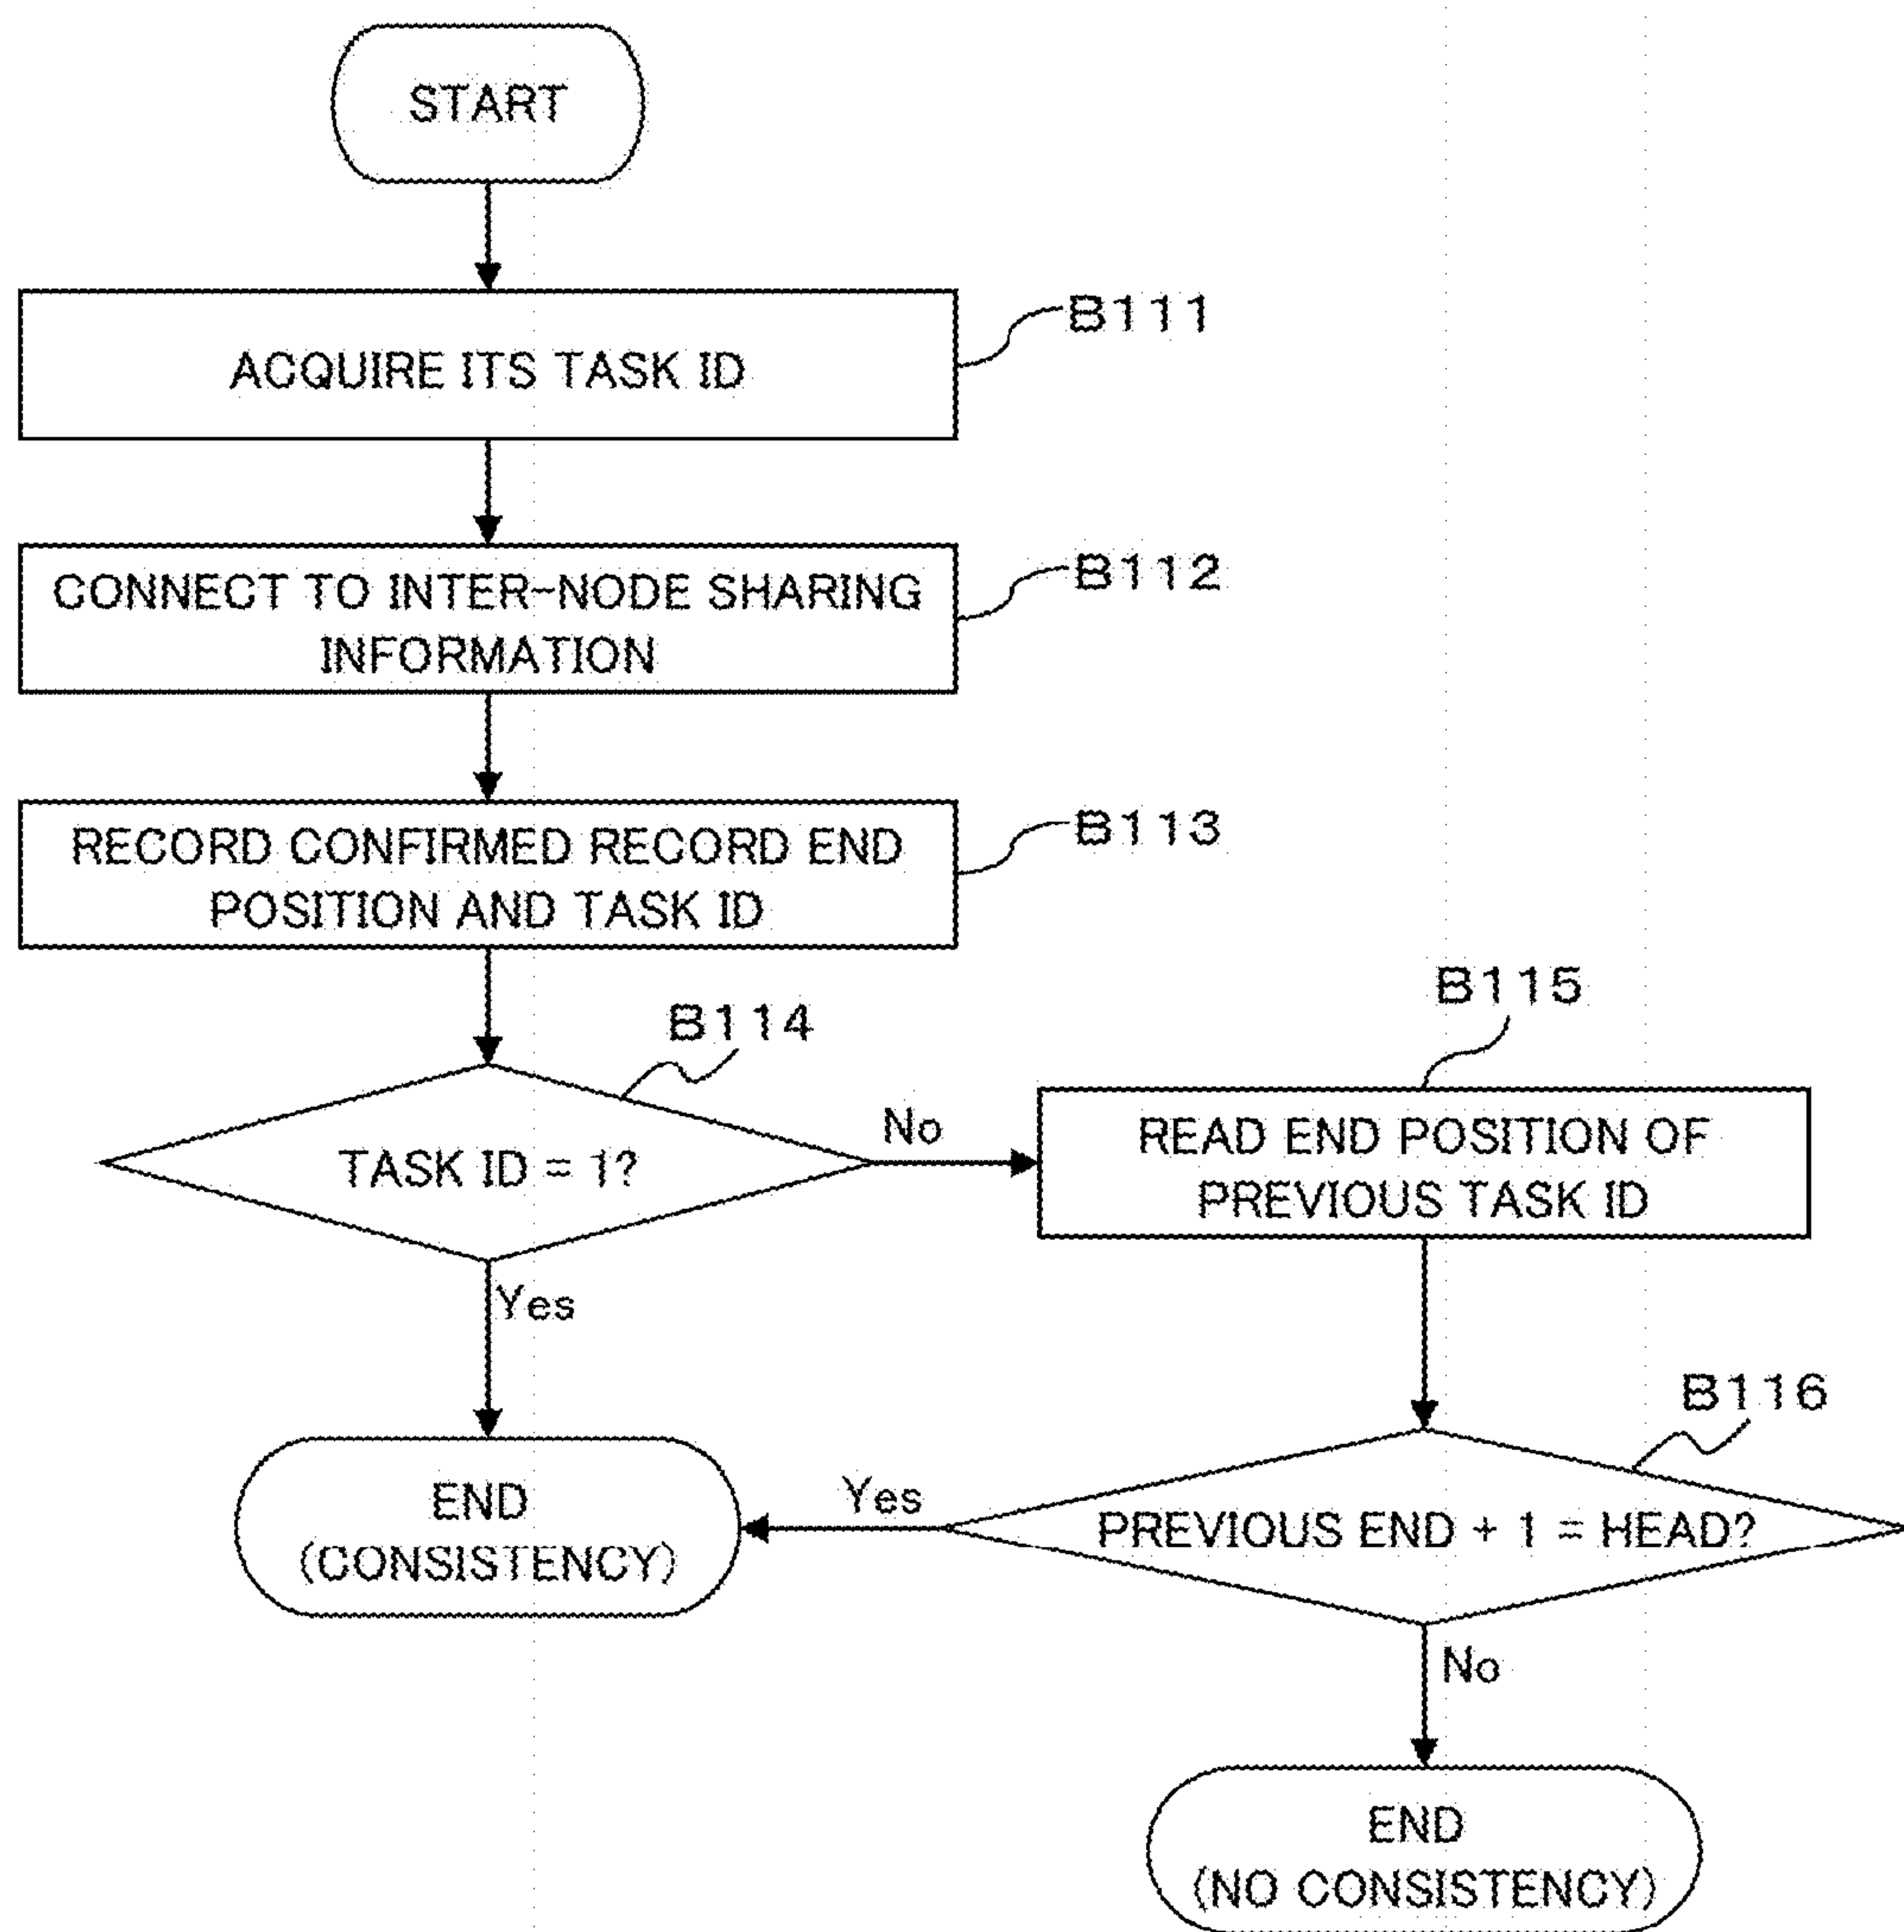 START
ACQUIRE ITS TASK ID
B111
CONNECT TO INTER-NODE SHARING
INFORMATION
B112
RECORD CONFIRMED RECORD END
POSITION AND TASK ID
B113
TASK ID = 1?
B114
No
Yes
READ END POSITION OF
PREVIOUS TASK ID
B115
PREVIOUS END + 1 = HEAD?
B116
Yes
No
END
(CONSISTENCY)
END
(NO CONSISTENCY)